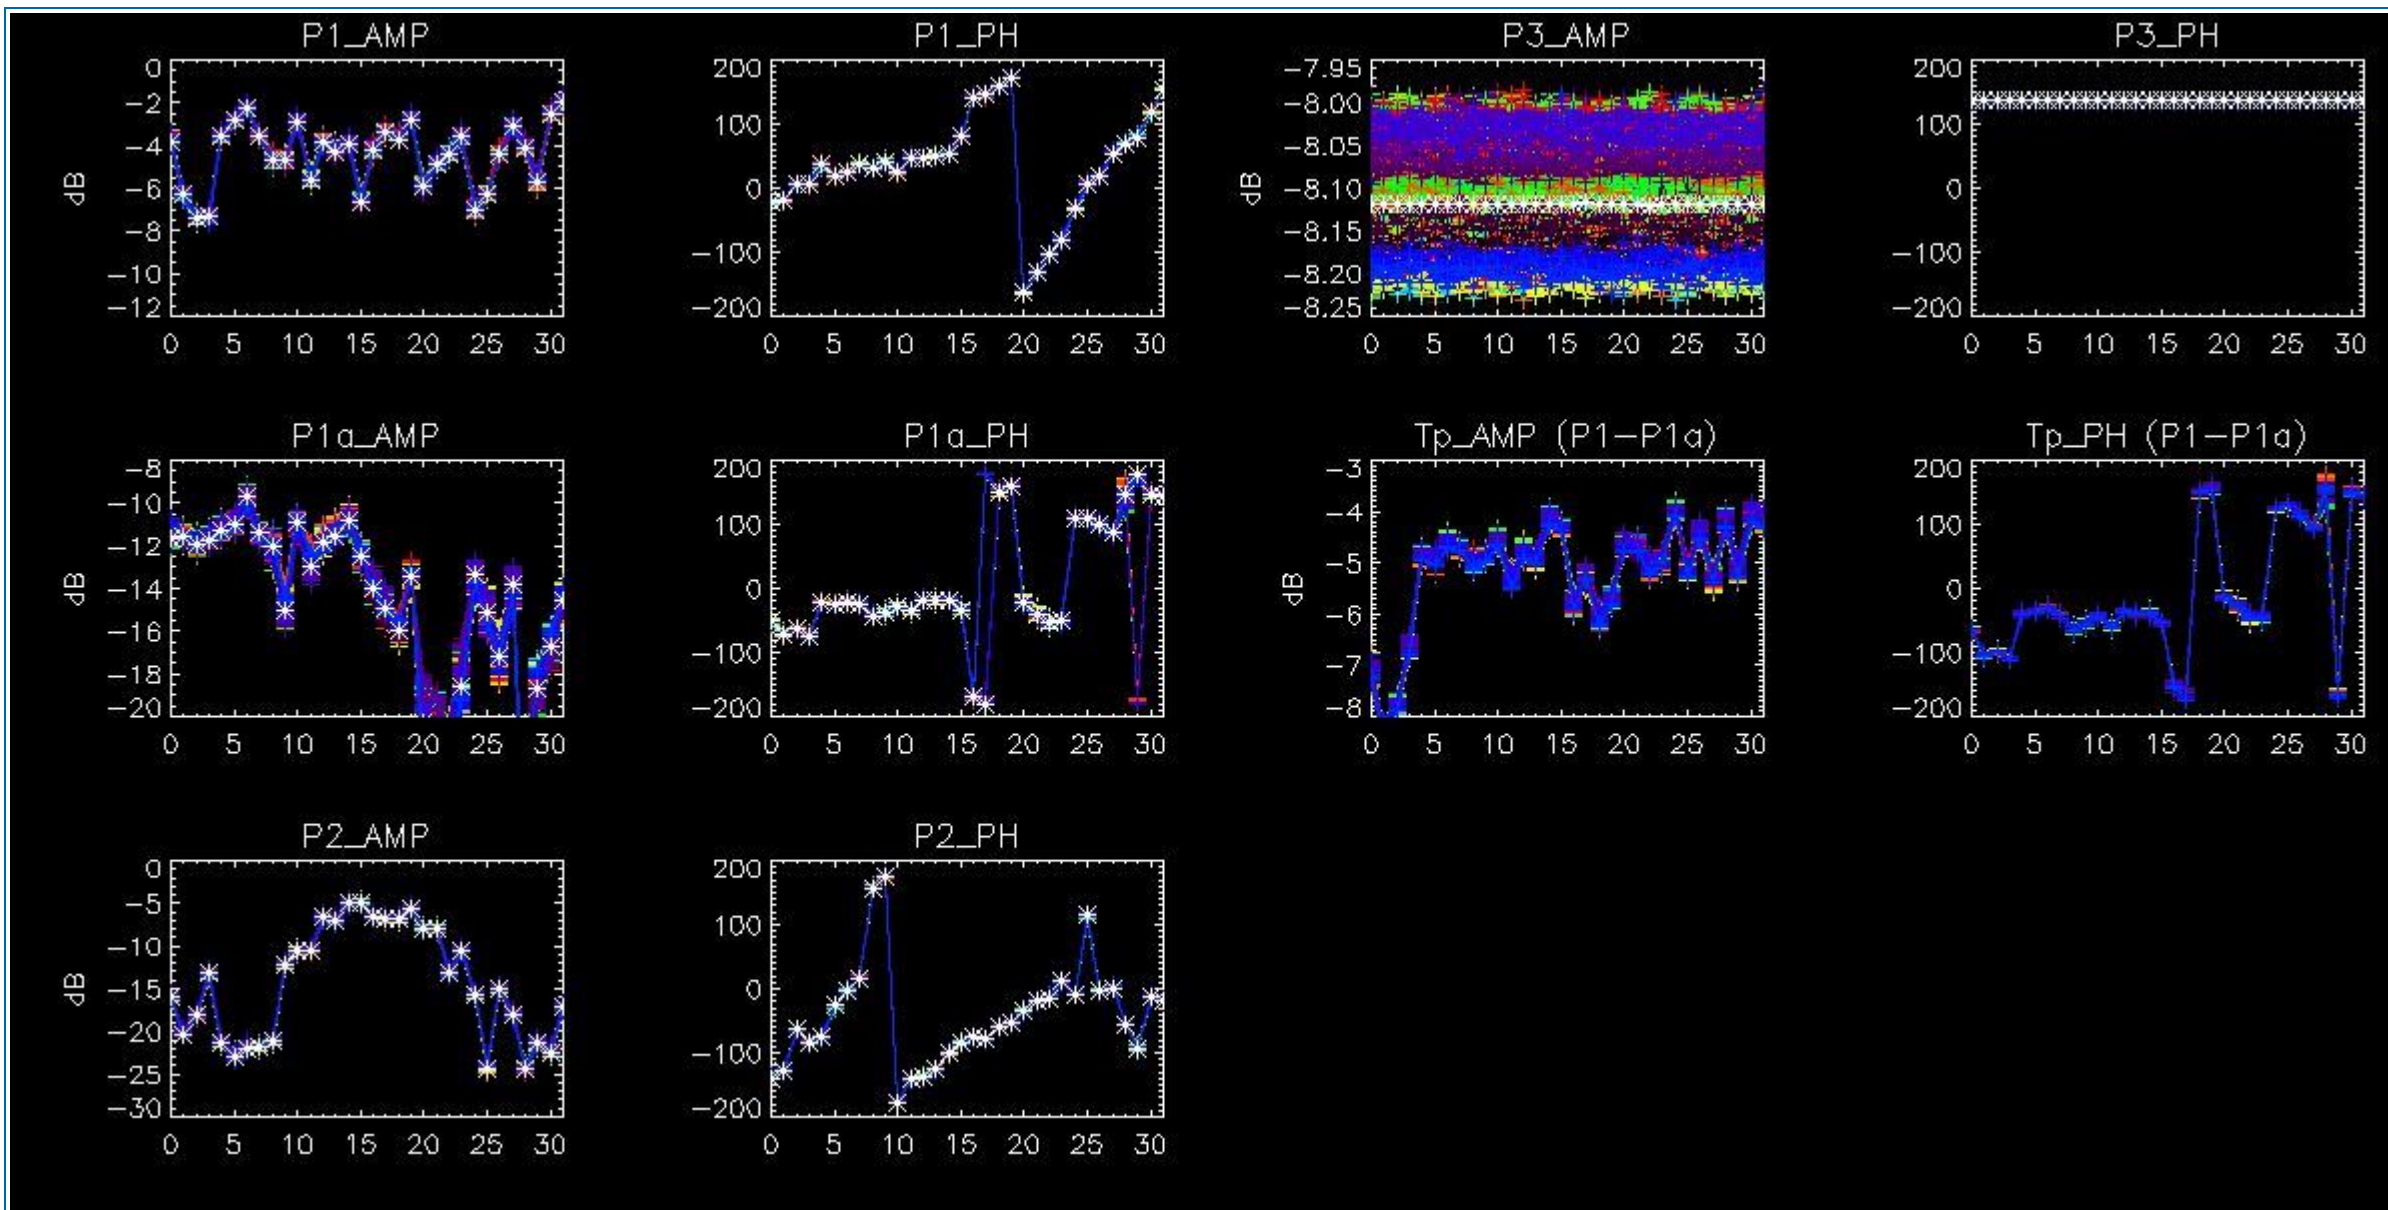 P1_AMP
0
−2
−4
−6
−8
−10
−12
dB
0 5 10 15 20 25 30
P1_PH
200
100
0
−100
−200
0 5 10 15 20 25 30
P3_AMP
−7.95
−8.00
−8.05
−8.10
−8.15
−8.20
−8.25
dB
0 5 10 15 20 25 30
P3_PH
200
100
0
−100
−200
0 5 10 15 20 25 30
P1a_AMP
−8
−10
−12
−14
−16
−18
−20
dB
0 5 10 15 20 25 30
P1a_PH
200
100
0
−100
−200
0 5 10 15 20 25 30
Tp_AMP (P1−P1a)
−3
−4
−5
−6
−7
−8
dB
0 5 10 15 20 25 30
Tp_PH (P1−P1a)
200
100
0
−100
−200
0 5 10 15 20 25 30
P2_AMP
0
−5
−10
−15
−20
−25
−30
dB
0 5 10 15 20 25 30
P2_PH
200
100
0
−100
−200
0 5 10 15 20 25 30